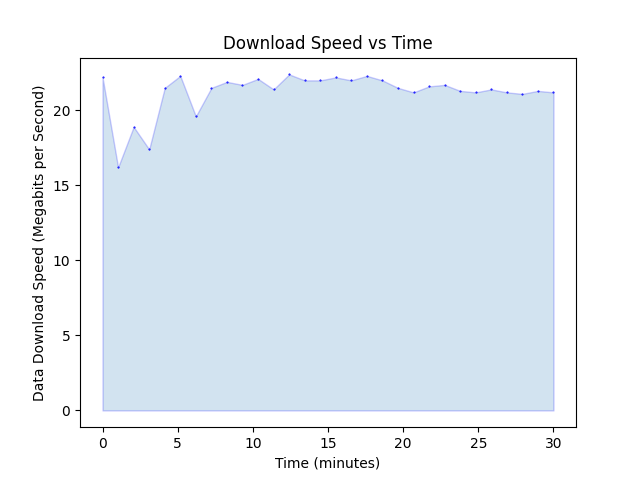 Download Speed vs Time
Data Download Speed (Megabits per Second)
20
15
10
5
0
0 5 10 15 20 25 30
Time (minutes)